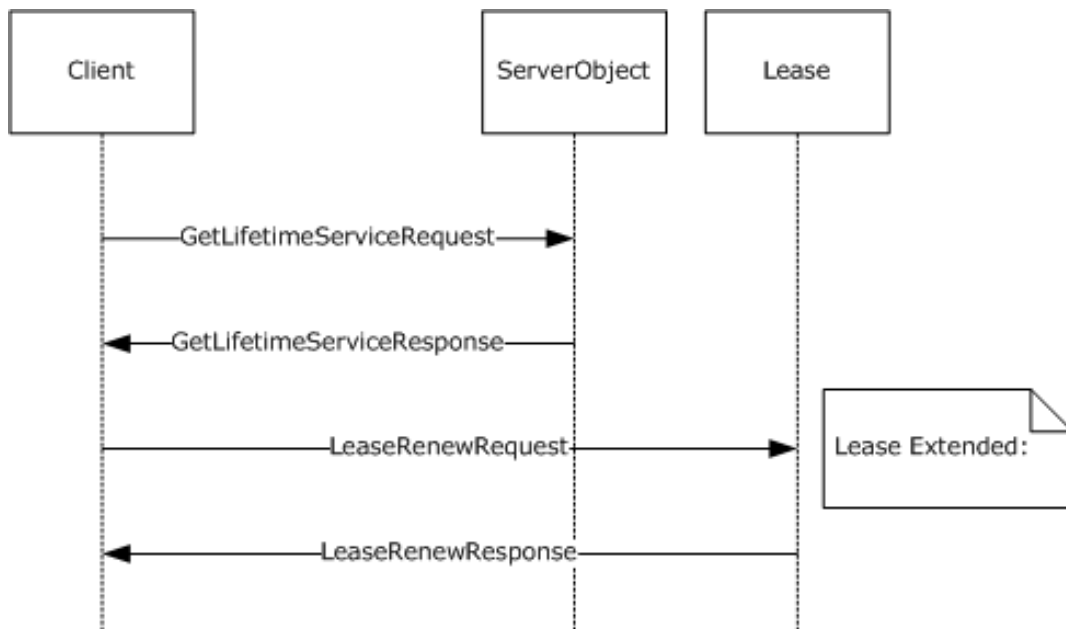 Client
ServerObject
Lease
GetLifetimeServiceRequest
GetLifetimeServiceResponse
LeaseRenewRequest
Lease Extended:
LeaseRenewResponse